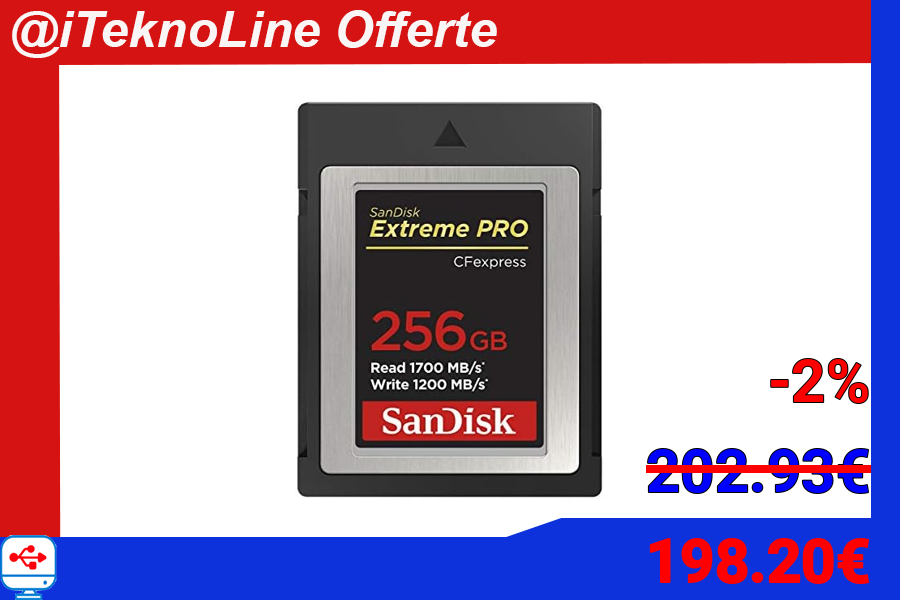 @iTeknoLine Offerte
SanDisk
Extreme PRO
CFexpress
256GB
Read 1700 MB/s*
Write 1200 MB/s*
SanDisk
-2%
202.93€
198.20€